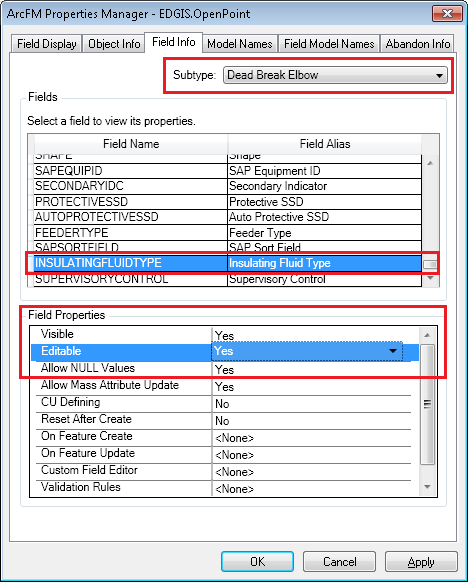 ArcFM Properties Manager - EDGIS.OpenPoint
Field Display Object Info Field Info Model Names Field Model Names Abandon Info
Subtype: Dead Break Elbow
Fields
Select a field to view its properties.
Field Name Field Alias
SHAPE Shape
SAPEQUIPID SAP Equipment ID
SECONDARYIDC Secondary Indicator
PROTECTIVESSD Protective SSD
AUTOPROTECTIVESSD Auto Protective SSD
FEEDERTYPE Feeder Type
SAPSORTFIELD SAP Sort Field
INSULATINGFLUIDTYPE Insulating Fluid Type
SUPERVISORYCONTROL Supervisory Control
Field Properties
Visible Yes
Editable Yes
Allow NULL Values Yes
Allow Mass Attribute Update Yes
CU Defining No
Reset After Create No
On Feature Create <None>
On Feature Update <None>
Custom Field Editor <None>
Validation Rules <None>
OK Cancel Apply